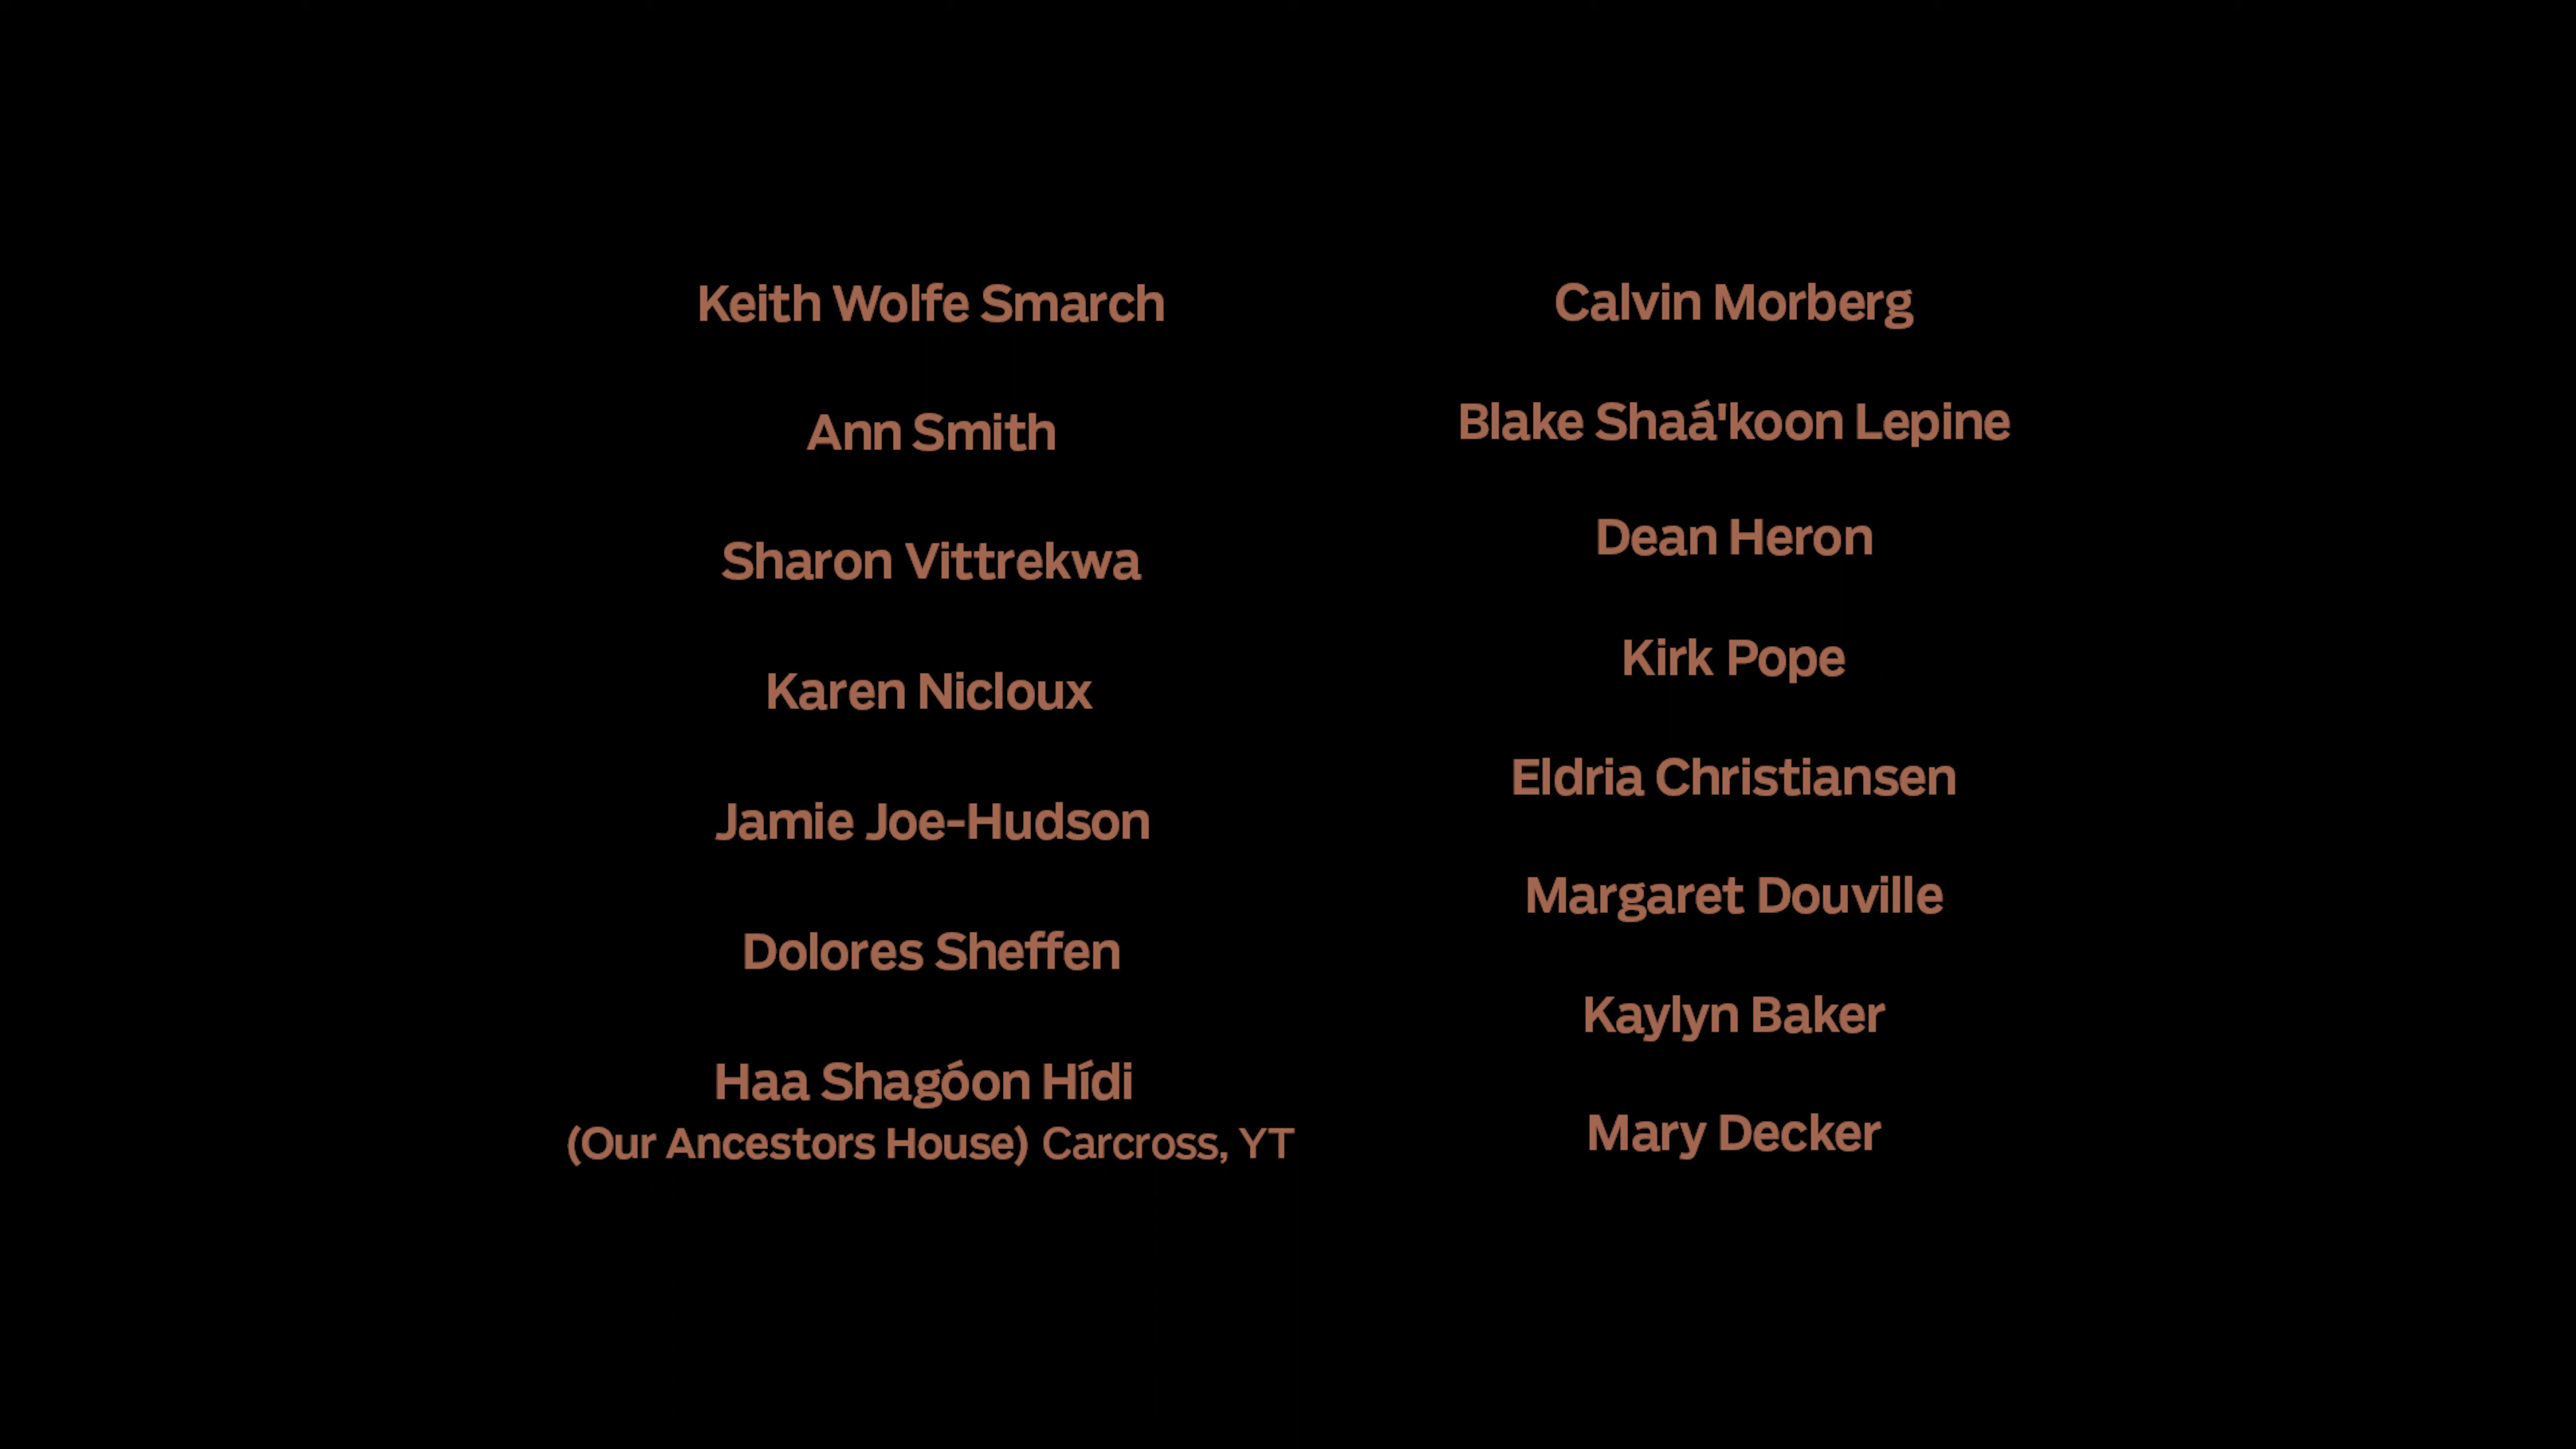 Keith Wolfe Smarch
Ann Smith
Sharon Vittrekwa
Karen Nicloux
Jamie Joe-Hudson
Dolores Sheffen
Haa Shagóon Hídi
(Our Ancestors House) Carcross, YT
Calvin Morberg
Blake Shaá'koon Lepine
Dean Heron
Kirk Pope
Eldria Christiansen
Margaret Douville
Kaylyn Baker
Mary Decker